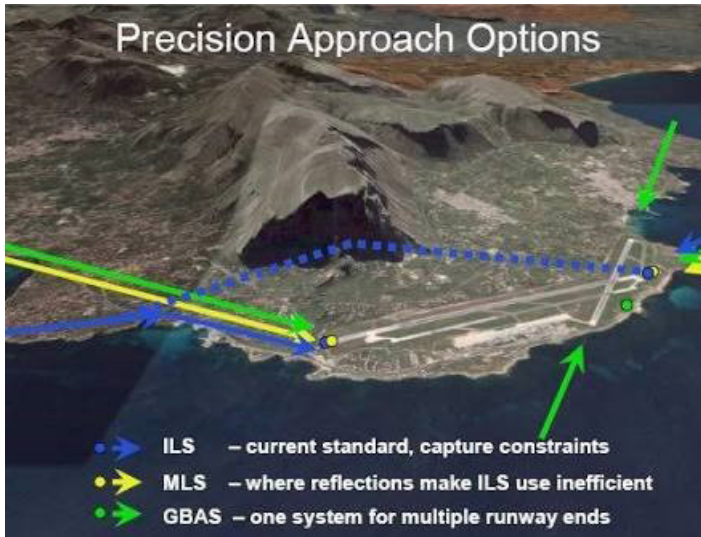 Precision Approach Options
ILS – current standard, capture constraints
MLS – where reflections make ILS use inefficient
GBAS – one system for multiple runway ends